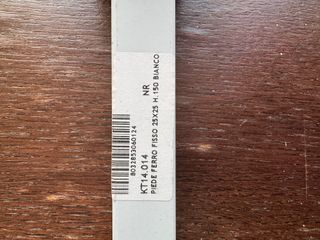 NR
PIEDE FERRO FISSO 25X25 H.150 BIANCO
KT14.014
8032853060124